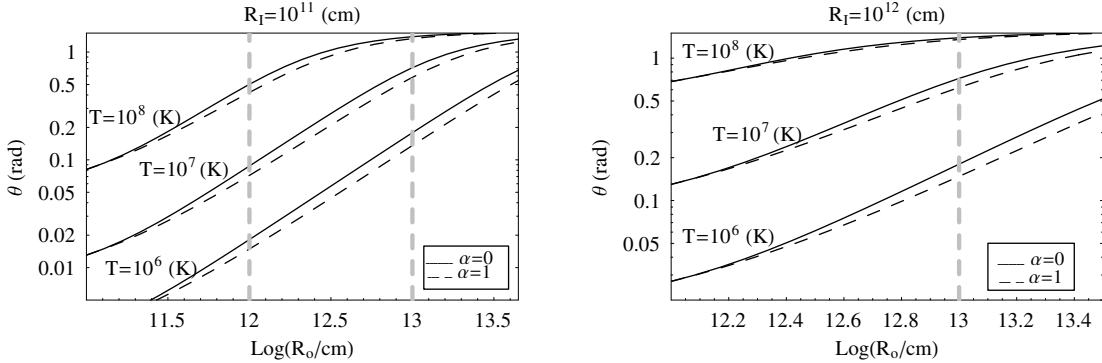 R_I=10^11 (cm)
θ (rad)
1
0.5
0.2
0.1
0.05
0.02
0.01
T=10^8 (K)
T=10^7 (K)
T=10^6 (K)
α=0
α=1
11.5 12 12.5 13 13.5
Log(R_o/cm)
R_I=10^12 (cm)
θ (rad)
1
0.5
0.2
0.1
0.05
T=10^8 (K)
T=10^7 (K)
T=10^6 (K)
α=0
α=1
12.2 12.4 12.6 12.8 13 13.2 13.4
Log(R_o/cm)